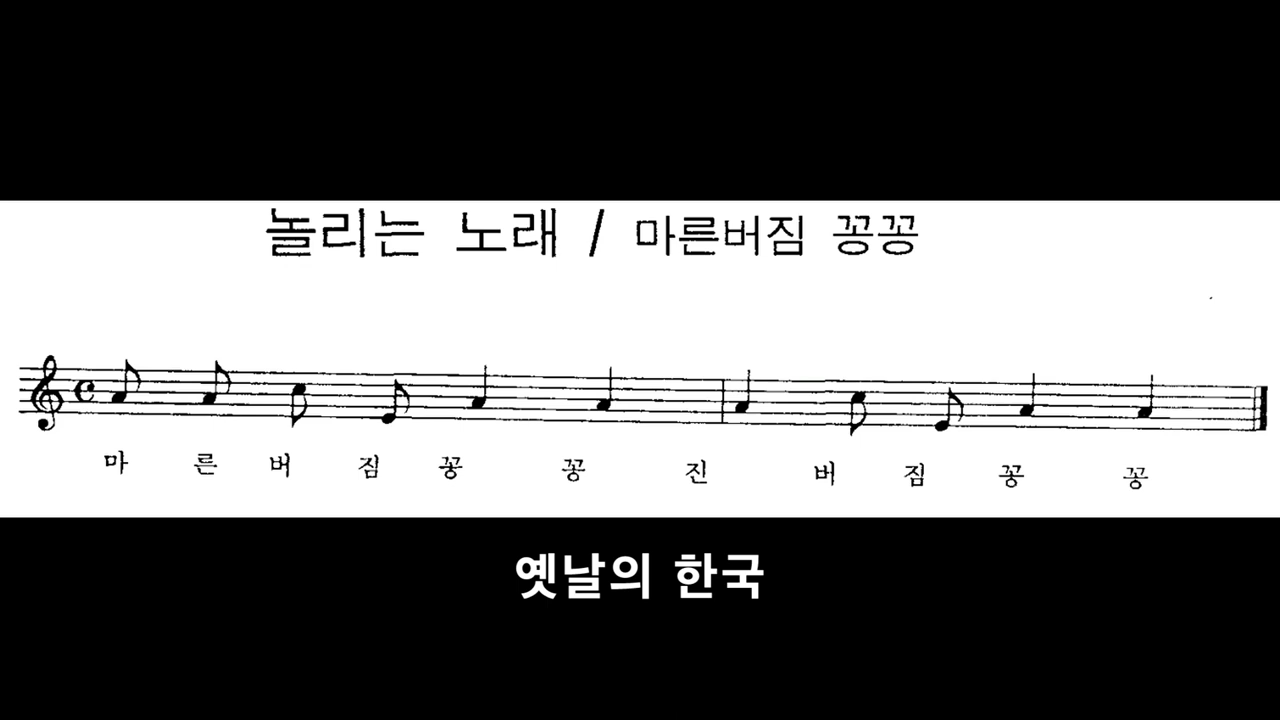 놀리는 노래 / 마른버짐 꽁꽁
마 른 버 짐 꽁 꽁 진 버 짐 꽁 꽁
옛날의 한국